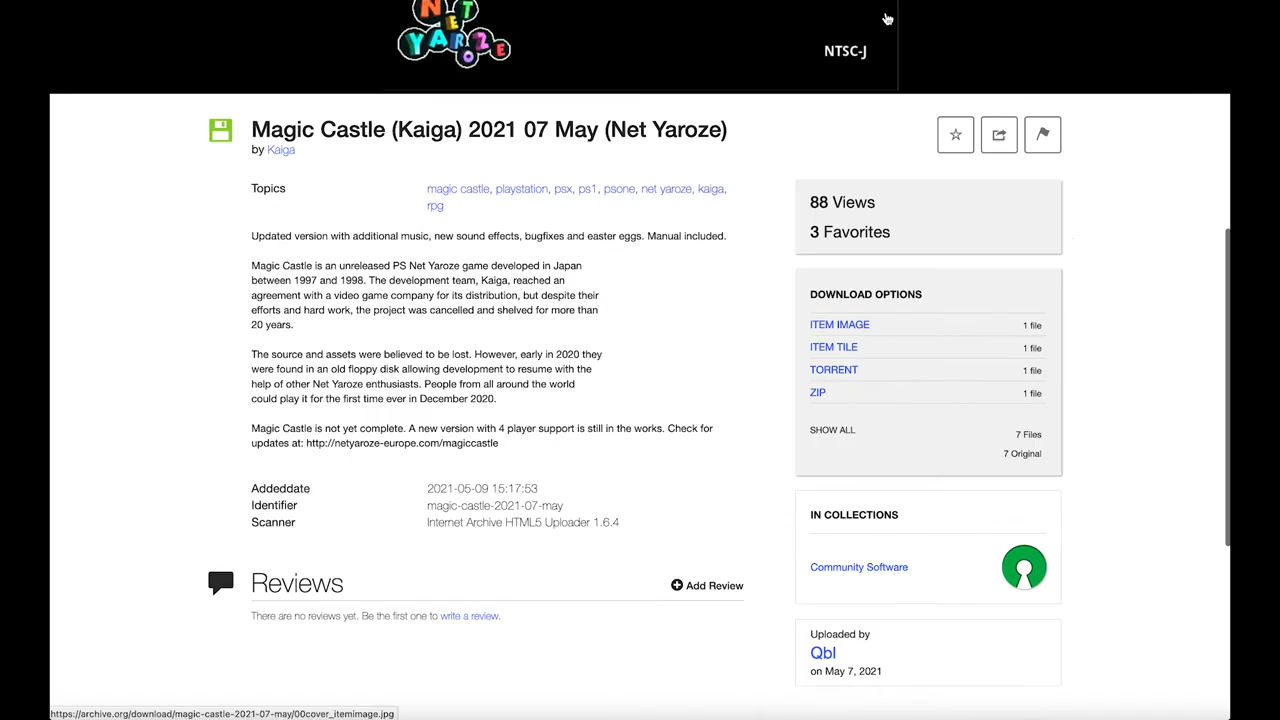 NET
YAROZE
NTSC-J
Magic Castle (Kaiga) 2021 07 May (Net Yaroze)
by Kaiga
Topics
magic castle, playstation, psx, ps1, psone, net yaroze, kaiga,
rpg
Updated version with additional music, new sound effects, bugfixes and easter eggs. Manual included.
Magic Castle is an unreleased PS Net Yaroze game developed in Japan
between 1997 and 1998. The development team, Kaiga, reached an
agreement with a video game company for its distribution, but despite their
efforts and hard work, the project was cancelled and shelved for more than
20 years.
The source and assets were believed to be lost. However, early in 2020 they
were found in an old floppy disk allowing development to resume with the
help of other Net Yaroze enthusiasts. People from all around the world
could play it for the first time ever in December 2020.
Magic Castle is not yet complete. A new version with 4 player support is still in the works. Check for
updates at: http://netyaroze-europe.com/magiccastle
Addeddate 2021-05-09 15:17:53
Identifier magic-castle-2021-07-may
Scanner Internet Archive HTML5 Uploader 1.6.4
Reviews
Add Review
There are no reviews yet. Be the first one to write a review.
88 Views
3 Favorites
DOWNLOAD OPTIONS
ITEM IMAGE 1 file
ITEM TILE 1 file
TORRENT 1 file
ZIP 1 file
SHOW ALL
7 Files
7 Original
IN COLLECTIONS
Community Software
Uploaded by
Qbl
on May 7, 2021
https://archive.org/download/magic-castle-2021-07-may/00cover_itemimage.jpg